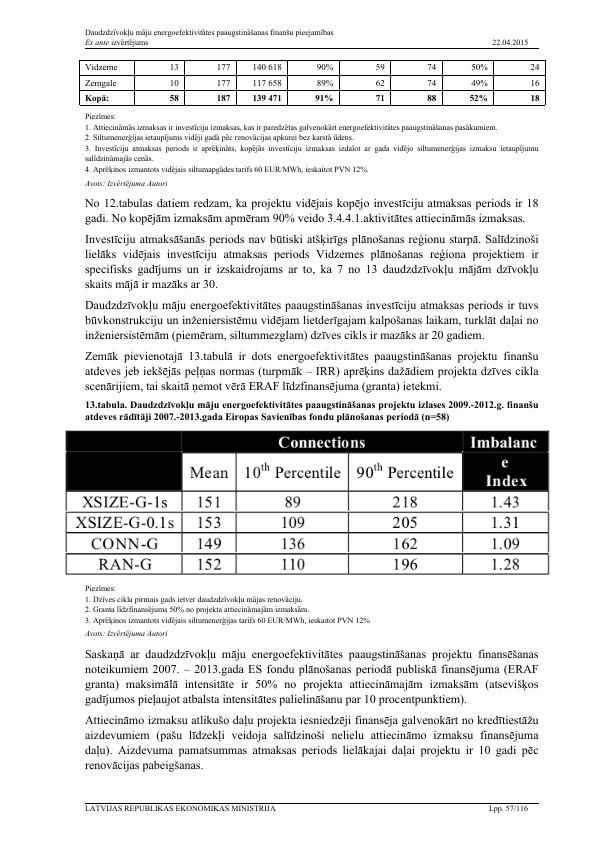 Daudzdzīvokļu māju energoefektivitātes paaugstināšanas finanšu pieejamības
Ex ante izvērtējums 22.04.2015
Vidzeme 13 177 140 618 90% 59 74 50% 24
Zemgale 10 177 117 658 89% 62 74 49% 16
Kopā: 58 187 139 471 91% 71 88 52% 18
Piezīmes:
1. Attiecināmās izmaksas ir investīciju izmaksas, kas ir paredzētas galvenokārt energoefektivitātes paaugstināšanas pasākumiem.
2. Siltumenerģijas ietaupījums vidēji gadā pēc renovācijas apkurei bez karstā ūdens.
3. Investīciju atmaksas periods ir aprēķināts, kopējās investīciju izmaksas izdalot ar gada vidējo siltumenerģijas izmaksu ietaupījumu
salīdzināmajās cenās.
4. Aprēķinos izmantots vidējais siltumapgādes tarifs 60 EUR/MWh, ieskaitot PVN 12%.
Avots: Izvērtējuma Autori
No 12.tabulas datiem redzam, ka projektu vidējais kopējo investīciju atmaksas periods ir 18
gadi. No kopējām izmaksām apmēram 90% veido 3.4.4.1.aktivitātes attiecināmās izmaksas.
Investīciju atmaksāšanās periods nav būtiski atšķirīgs plānošanas reģionu starpā. Salīdzinoši
lielāks vidējais investīciju atmaksas periods Vidzemes plānošanas reģiona projektiem ir
specifisks gadījums un ir izskaidrojams ar to, ka 7 no 13 daudzdzīvokļu mājām dzīvokļu
skaits mājā ir mazāks ar 30.
Daudzdzīvokļu māju energoefektivitātes paaugstināšanas investīciju atmaksas periods ir tuvs
būvkonstrukciju un inženiersistēmu vidējam lietderīgajam kalpošanas laikam, turklāt daļai no
inženiersistēmām (piemēram, siltummezglam) dzīves cikls ir mazāks ar 20 gadiem.
Zemāk pievienotajā 13.tabulā ir dots energoefektivitātes paaugstināšanas projektu finanšu
atdeves jeb iekšējās peļņas normas (turpmāk – IRR) aprēķins dažādiem projekta dzīves cikla
scenārijiem, tai skaitā ņemot vērā ERAF līdzfinansējuma (granta) ietekmi.
13.tabula. Daudzdzīvokļu māju energoefektivitātes paaugstināšanas projektu izlases 2009.-2012.g. finanšu
atdeves rādītāji 2007.-2013.gada Eiropas Savienības fondu plānošanas periodā (n=58)
Connections Imbalanc
e
Index
Mean 10th Percentile 90th Percentile
XSIZE-G-1s 151 89 218 1.43
XSIZE-G-0.1s 153 109 205 1.31
CONN-G 149 136 162 1.09
RAN-G 152 110 196 1.28
Piezīmes:
1. Dzīves cikla pirmais gads ietver daudzdzīvokļu mājas renovāciju.
2. Granta līdzfinansējums 50% no projekta attiecināmajām izmaksām.
3. Aprēķinos izmantots vidējais siltumenerģijas tarifs 60 EUR/MWh, ieskaitot PVN 12%
Avots: Izvērtējuma Autori
Saskaņā ar daudzdzīvokļu māju energoefektivitātes paaugstināšanas projektu finansēšanas
noteikumiem 2007. – 2013.gada ES fondu plānošanas periodā publiskā finansējuma (ERAF
granta) maksimālā intensitāte ir 50% no projekta attiecināmajām izmaksām (atsevišķos
gadījumos pieļaujot atbalsta intensitātes palielināšanu par 10 procentpunktiem).
Attiecināmo izmaksu atlikušo daļu projekta iesniedzēji finansēja galvenokārt no kredītiestāžu
aizdevumiem (pašu līdzekļi veidoja salīdzinoši nelielu attiecināmo izmaksu finansējuma
daļu). Aizdevuma pamatsummas atmaksas periods lielākajai daļai projektu ir 10 gadi pēc
renovācijas pabeigšanas.
LATVIJAS REPUBLIKAS EKONOMIKAS MINISTRIJA Lpp. 57/116